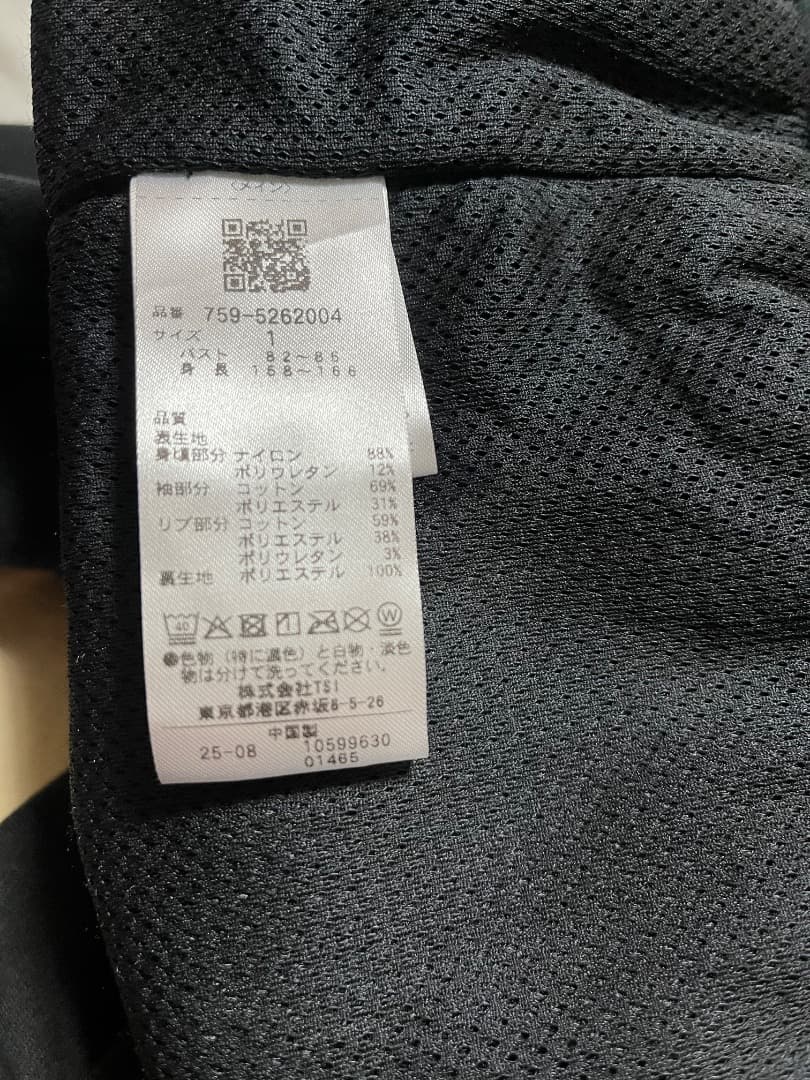 〈メイン〉
品番 759-5262004
サイズ 1
バスト 82～86
身長 158～166
品質
表生地
身頃部分 ナイロン 88%
ポリウレタン 12%
袖部分 コットン 69%
ポリエステル 31%
リブ部分 コットン 59%
ポリエステル 38%
ポリウレタン 3%
裏生地 ポリエステル 100%
40 W
●色物（特に濃色）と白物・淡色
物は分けて洗ってください。
株式会社TSI
東京都港区赤坂8-5-26
中国製
25-08 10599630
01465